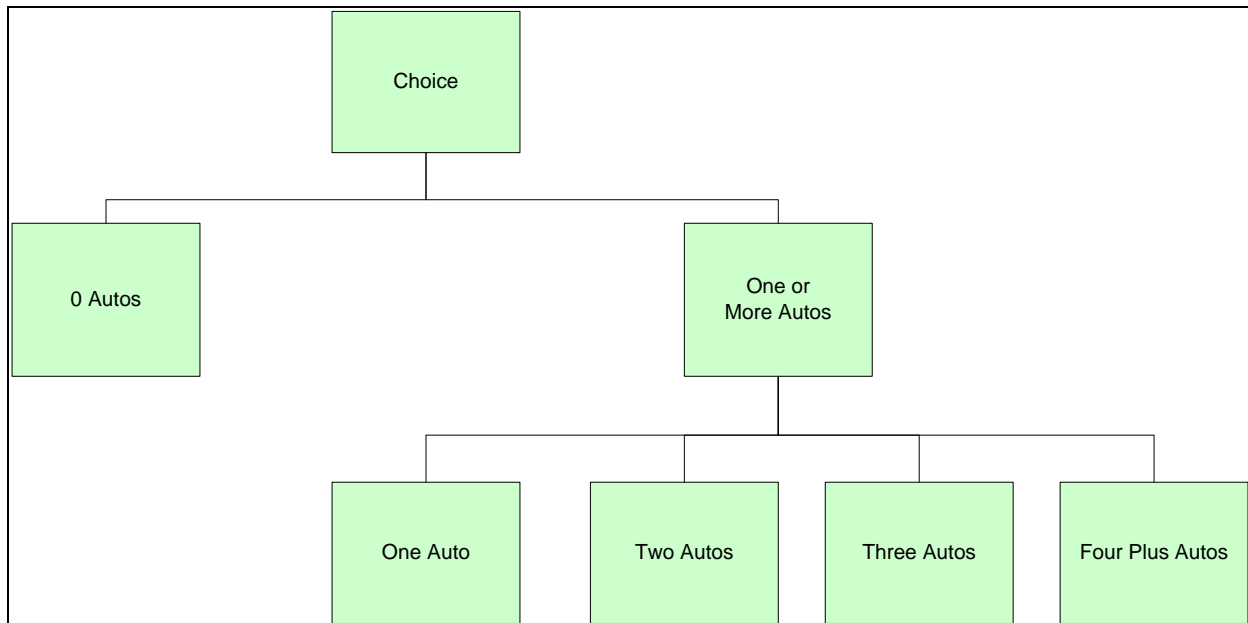 Choice
0 Autos
One or
More Autos
One Auto
Two Autos
Three Autos
Four Plus Autos